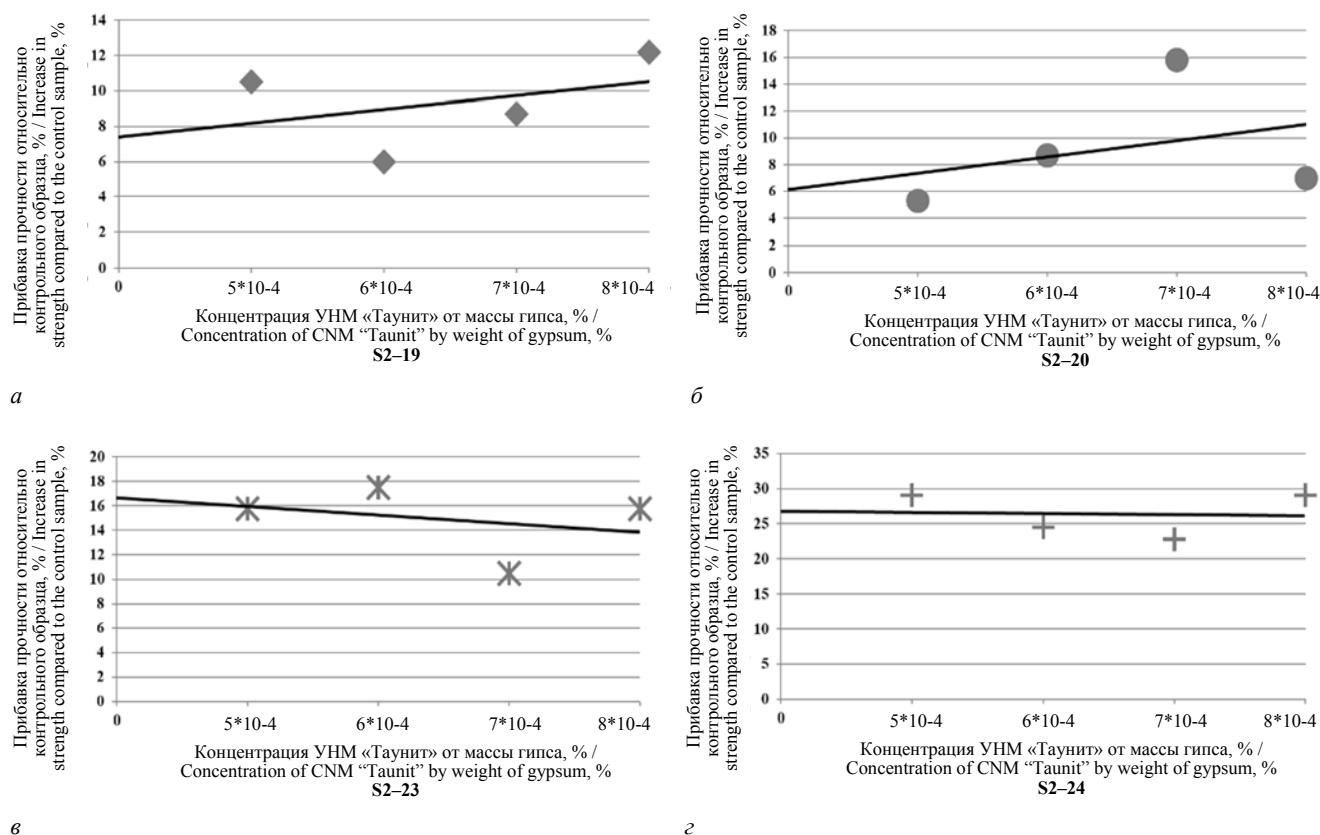 Прибавка прочности относительно
контрольного образца, % / Increase in
strength compared to the control sample, %
14
12
10
8
6
4
2
0
0 5*10-4 6*10-4 7*10-4 8*10-4
Концентрация УНМ «Таунит» от массы гипса, % /
Concentration of CNM “Taunit” by weight of gypsum, %
S2–19
а
Прибавка прочности относительно
контрольного образца, % / Increase in
strength compared to the control sample, %
18
16
14
12
10
8
6
4
2
0
0 5*10-4 6*10-4 7*10-4 8*10-4
Концентрация УНМ «Таунит» от массы гипса, % /
Concentration of CNM “Taunit” by weight of gypsum, %
S2–20
б
Прибавка прочности относительно
контрольного образца, % / Increase in
strength compared to the control sample, %
20
18
16
14
12
10
8
6
4
2
0
0 5*10-4 6*10-4 7*10-4 8*10-4
Концентрация УНМ «Таунит» от массы гипса, % /
Concentration of CNM “Taunit” by weight of gypsum, %
S2–23
в
Прибавка прочности относительно
контрольного образца, % / Increase in
strength compared to the control sample, %
35
30
25
20
15
10
5
0
0 5*10-4 6*10-4 7*10-4 8*10-4
Концентрация УНМ «Таунит» от массы гипса, % /
Concentration of CNM “Taunit” by weight of gypsum, %
S2–24
г